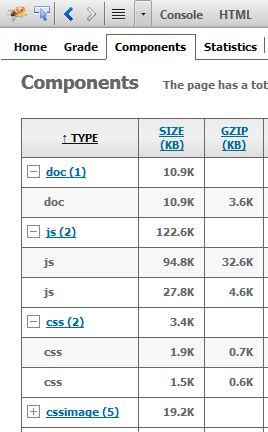 Console HTML
Home Grade Components Statistics
Components The page has a tot
↑ TYPE SIZE (KB) GZIP (KB)
doc (1) 10.9K
doc 10.9K 3.6K
js (2) 122.6K
js 94.8K 32.6K
js 27.8K 4.6K
css (2) 3.4K
css 1.9K 0.7K
css 1.5K 0.6K
cssimage (5) 19.2K